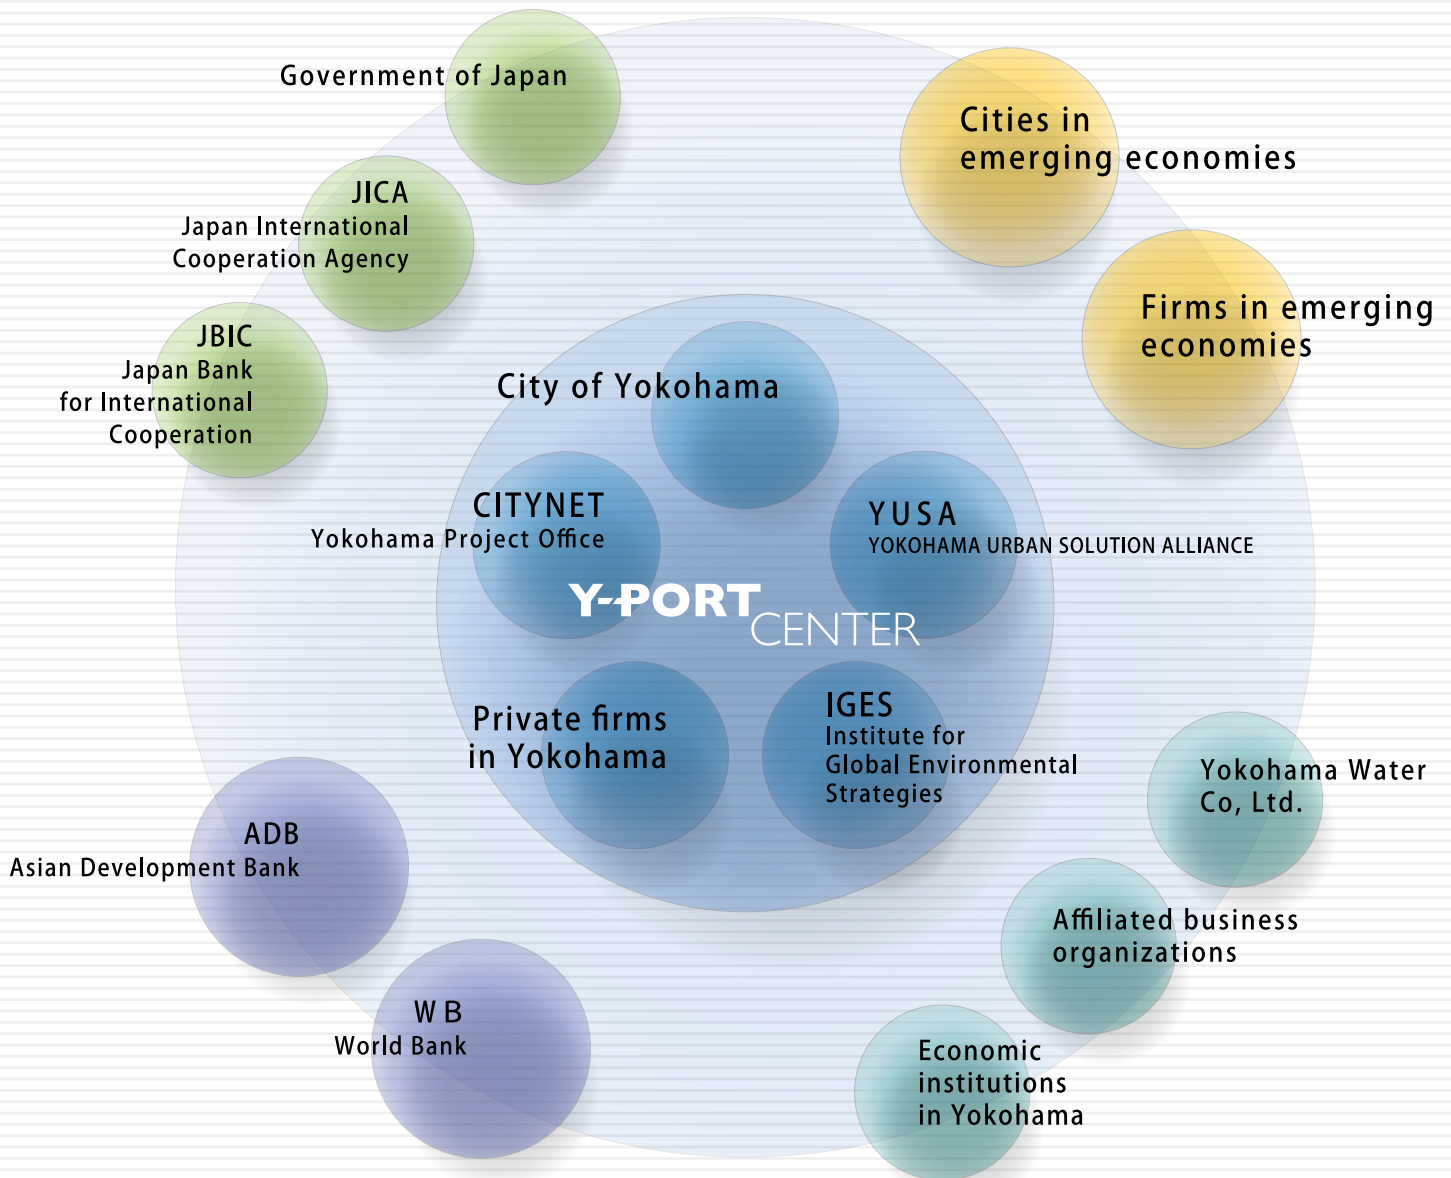 Government of Japan
JICA
Japan International
Cooperation Agency
JBIC
Japan Bank
for International
Cooperation
Cities in
emerging economies
Firms in emerging
economies
City of Yokohama
CITYNET
Yokohama Project Office
YUSA
YOKOHAMA URBAN SOLUTION ALLIANCE
Y-PORT
CENTER
Private firms
in Yokohama
IGES
Institute for
Global Environmental
Strategies
ADB
Asian Development Bank
WB
World Bank
Yokohama Water
Co, Ltd.
Affiliated business
organizations
Economic
institutions
in Yokohama